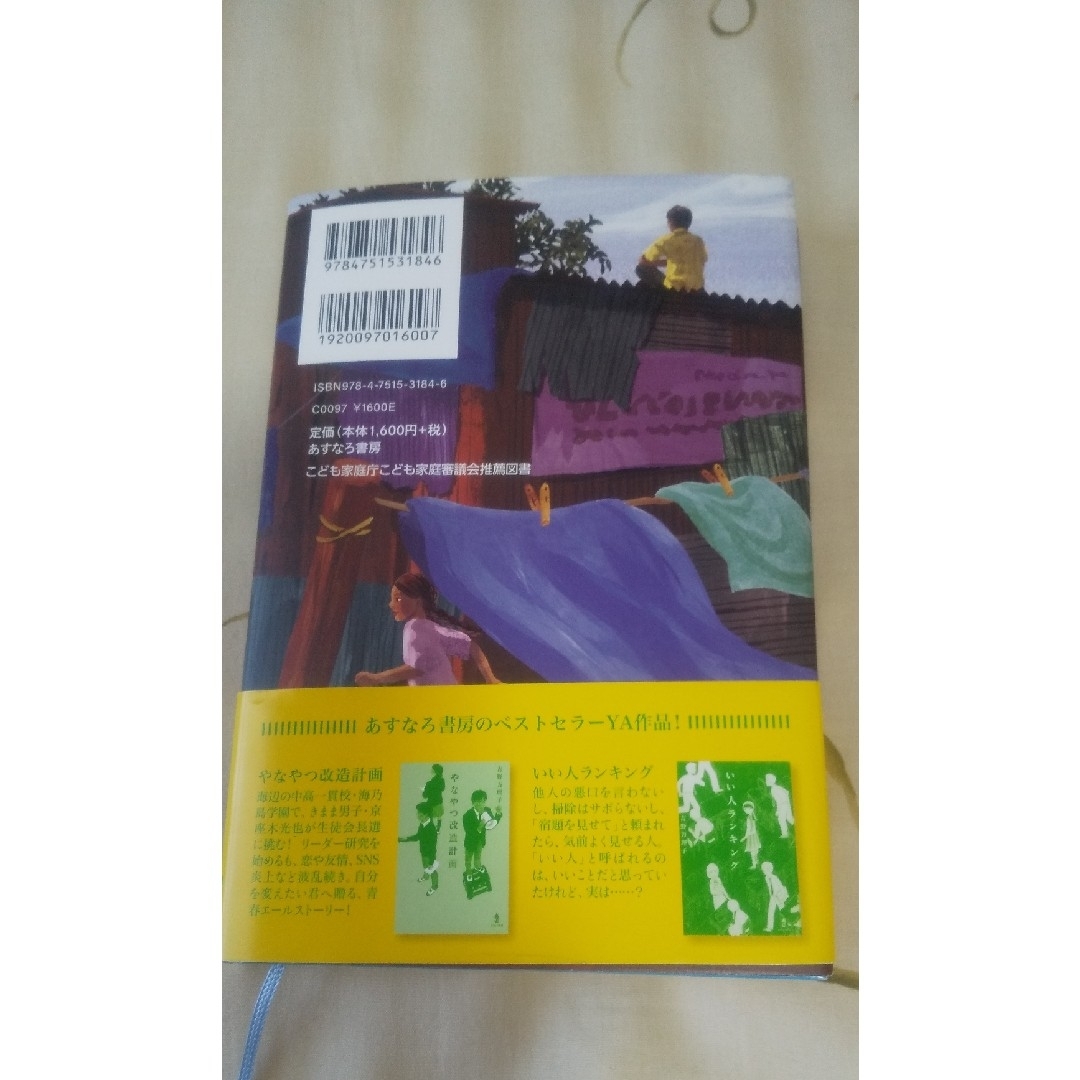 9784751531846
1920097016007
ISBN978-4-7515-3184-6
C0097 ¥1600E
定価(本体1,600円+税)
あすなろ書房
こども家庭庁こども家庭審議会推薦図書
あすなろ書房のベストセラーYA作品!
やなやつ改造計画
海辺の中高一貫校・海乃
島学園で、きまま男子・京
座木光也が生徒会長選
に挑む! リーダー研究を
始めるも、恋や友情、SNS
炎上など波乱続き。自分
を変えたい君へ贈る、青
春エールストーリー!
やなやつ改造計画
いい人ランキング
他人の悪口を言わない
し、掃除はサボらないし、
「宿題を見せて」と頼まれ
たら、気前よく見せる人。
「いい人」と呼ばれるの
は、いいことだと思ってい
たけれど、実は……?
いい人ランキング